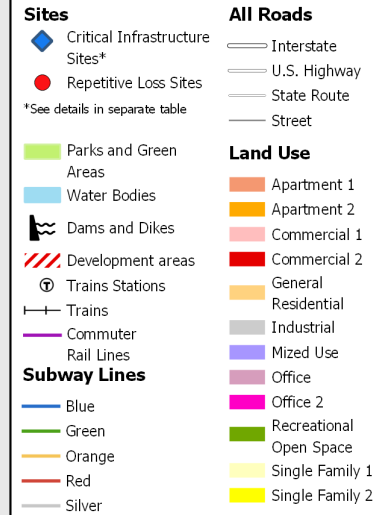 Sites
Critical Infrastructure
Sites*
Repetitive Loss Sites
*See details in separate table
Parks and Green
Areas
Water Bodies
Dams and Dikes
Development areas
T Trains Stations
Trains
Commuter
Rail Lines
Subway Lines
Blue
Green
Orange
Red
Silver
All Roads
Interstate
U.S. Highway
State Route
Street
Land Use
Apartment 1
Apartment 2
Commercial 1
Commercial 2
General
Residential
Industrial
Mized Use
Office
Office 2
Recreational
Open Space
Single Family 1
Single Family 2